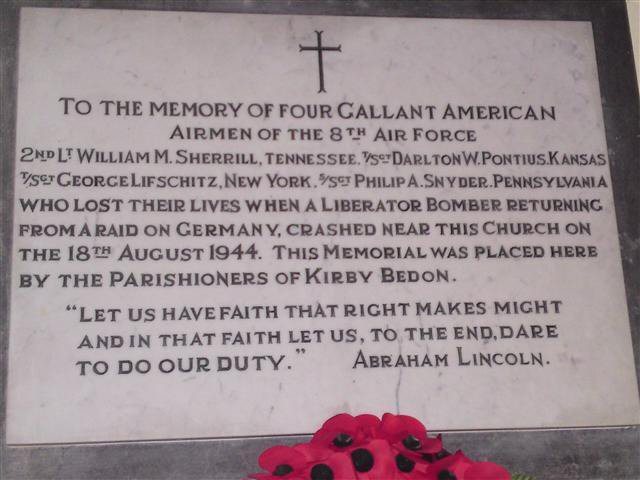 TO THE MEMORY OF FOUR GALLANT AMERICAN
AIRMEN OF THE 8TH AIR FORCE
2ND LT WILLIAM M. SHERRILL, TENNESSEE. T/SGT DARLTON W. PONTIUS. KANSAS
T/SGT GEORGE LIFSCHITZ, NEW YORK. S/SGT PHILIP A. SNYDER. PENNSYLVANIA
WHO LOST THEIR LIVES WHEN A LIBERATOR BOMBER RETURNING
FROM A RAID ON GERMANY, CRASHED NEAR THIS CHURCH ON
THE 18TH AUGUST 1944. THIS MEMORIAL WAS PLACED HERE
BY THE PARISHIONERS OF KIRBY BEDON.
"LET US HAVE FAITH THAT RIGHT MAKES MIGHT
AND IN THAT FAITH LET US, TO THE END, DARE
TO DO OUR DUTY." ABRAHAM LINCOLN.